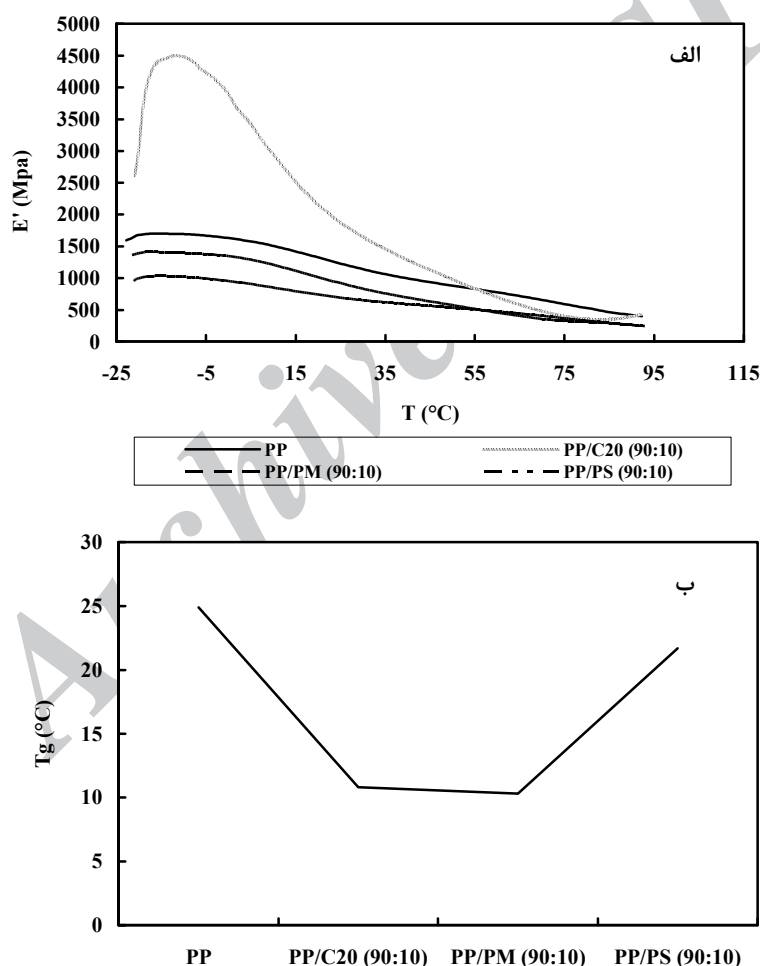 5000
4500
4000
3500
3000
2500
2000
1500
1000
500
0
E' (Mpa)
الف
-25 -5 15 35 55 75 95 115
T (°C)
PP PP/C20 (90:10)
PP/PM (90:10) PP/PS (90:10)
30
25
20
15
10
5
0
Tg (°C)
ب
PP PP/C20 (90:10) PP/PM (90:10) PP/PS (90:10)
Archive